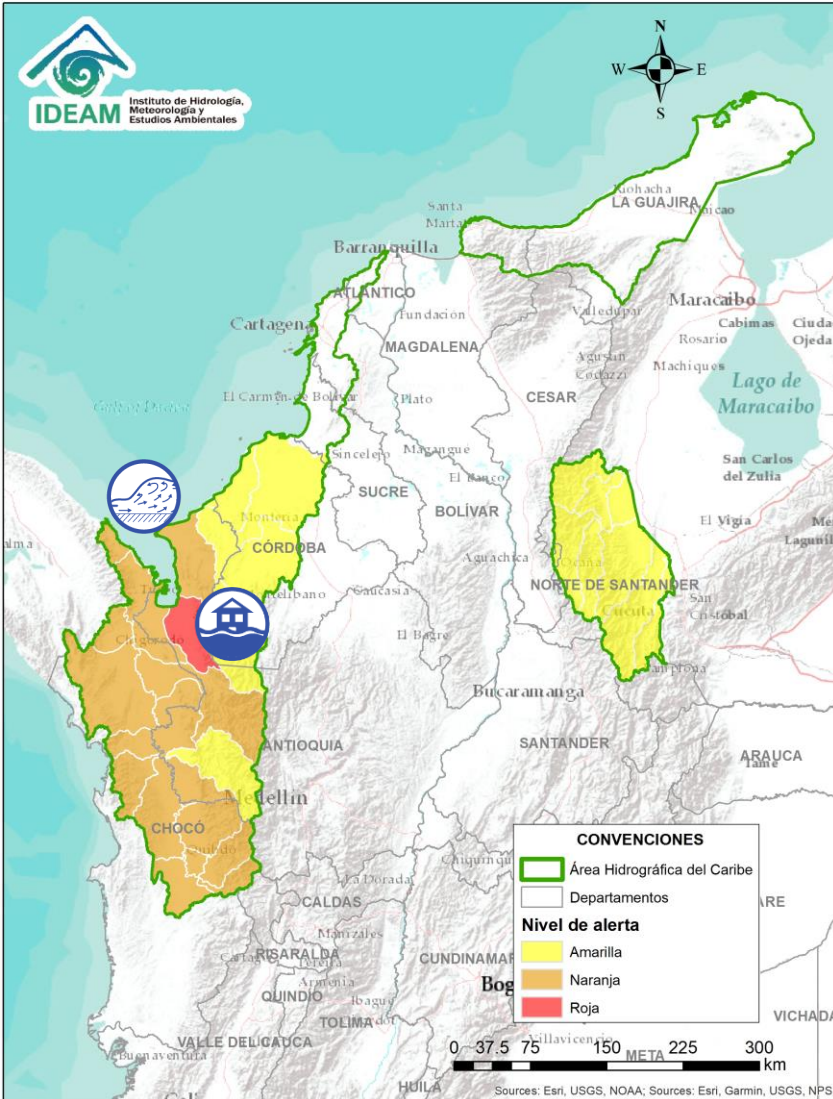 IDEAM
Instituto de Hidrología,
Meteorología y
Estudios Ambientales
N
W
E
S
Riohacha
LA GUAJIRA
Maicao
Santa
Marta
Barranquilla
ATLÁNTICO
Maracaibo
Fundación
Valledupar
Cabimas
Ciudad
Ojeda
Cartagena
Rosario
MAGDALENA
Machiques
Agustín
Codazzi
Lago de
Maracaibo
El Carmen de Bolívar
Plato
CESAR
Sincelejo
Magangué
San Carlos
del Zulia
El Banco
SUCRE
BOLÍVAR
Montería
El Vigía
CÓRDOBA
Aguachica
Ocaña
NORTE DE SANTANDER
Caucasia
Cúcuta
San
Cristóbal
El Bagre
Chigorodó
Bucaramanga
ANTIOQUIA
SANTANDER
ARAUCA
Tame
Medellín
CHOCÓ
Quibdó
La Dorada
CALDAS
Manizales
RISARALDA
Pereira
Armenia
QUINDIO
Ibagué
TOLIMA
VALLE DEL CAUCA
Buenaventura
Villavicencio
META
VICHADA
HUILA
CONVENCIONES
Área Hidrográfica del Caribe
Departamentos
Nivel de alerta
Amarilla
Naranja
Roja
0 37.5 75 150 225 300
km
Sources: Esri, USGS, NOAA; Sources: Esri, Garmin, USGS, NPS